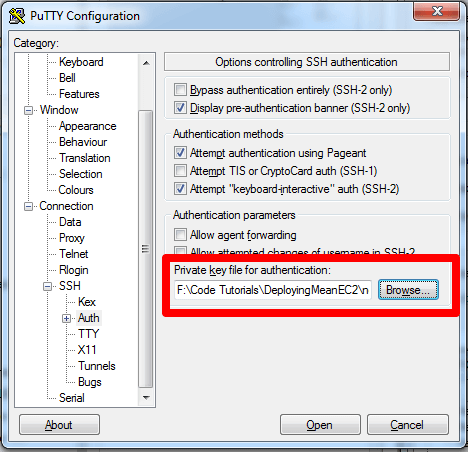 PuTTY Configuration
Category:
Keyboard
Bell
Features
Window
Appearance
Behaviour
Translation
Selection
Colours
Connection
Data
Proxy
Telnet
Rlogin
SSH
Kex
Auth
TTY
X11
Tunnels
Bugs
Serial
Options controlling SSH authentication
Bypass authentication entirely (SSH-2 only)
Display pre-authentication banner (SSH-2 only)
Authentication methods
Attempt authentication using Pageant
Attempt TIS or CryptoCard auth (SSH-1)
Attempt "keyboard-interactive" auth (SSH-2)
Authentication parameters
Allow agent forwarding
Allow attempted changes of username in SSH-2
Private key file for authentication:
F:\Code Tutorials\DeployingMeanEC2\n
Browse...
About
Open
Cancel